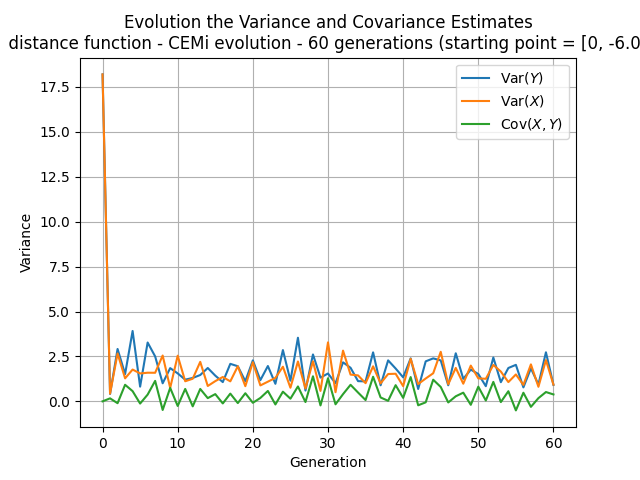 Evolution the Variance and Covariance Estimates
distance function - CEMi evolution - 60 generations (starting point = [0, -6.0
Var(Y)
Var(X)
Cov(X, Y)
Variance
17.5
15.0
12.5
10.0
7.5
5.0
2.5
0.0
0
10
20
30
40
50
60
Generation